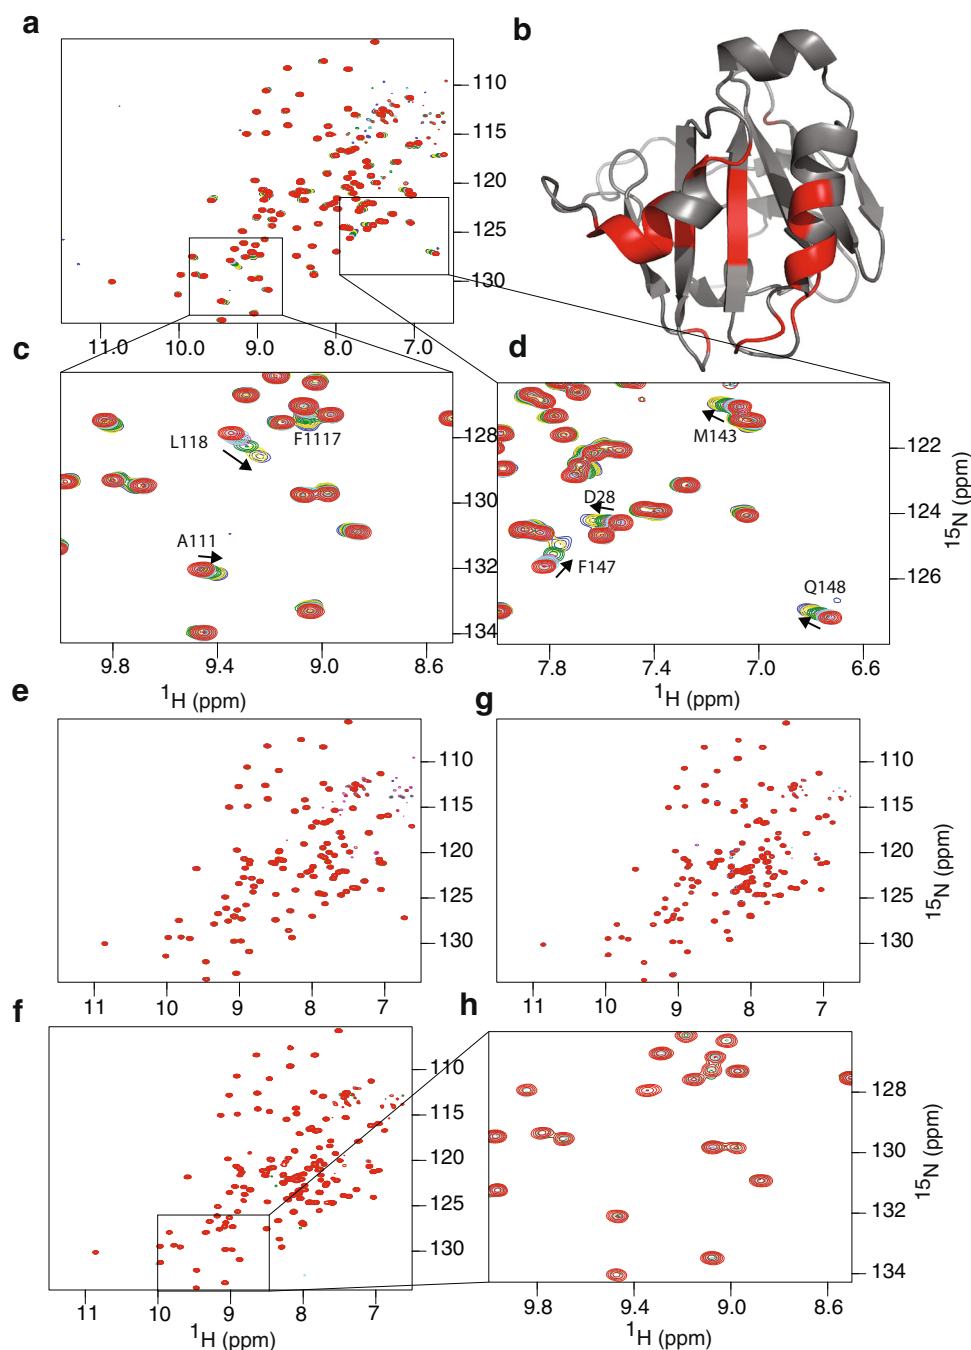 a
b
110
115
120
125
130
11.0 10.0 9.0 8.0 7.0
c
d
L118
F1117
A111
128
130
132
134
9.8 9.4 9.0 8.6
1H (ppm)
M143
D28
F147
Q148
122
124
126
15N (ppm)
7.8 7.4 7.0 6.6
1H (ppm)
e
g
110
115
120
125
130
11 10 9 8 7
110
115
120
125
130
15N (ppm)
11 10 9 8 7
f
h
110
115
120
125
130
11 10 9 8 7
1H (ppm)
128
130
132
134
15N (ppm)
9.8 9.4 9.0 8.6
1H (ppm)